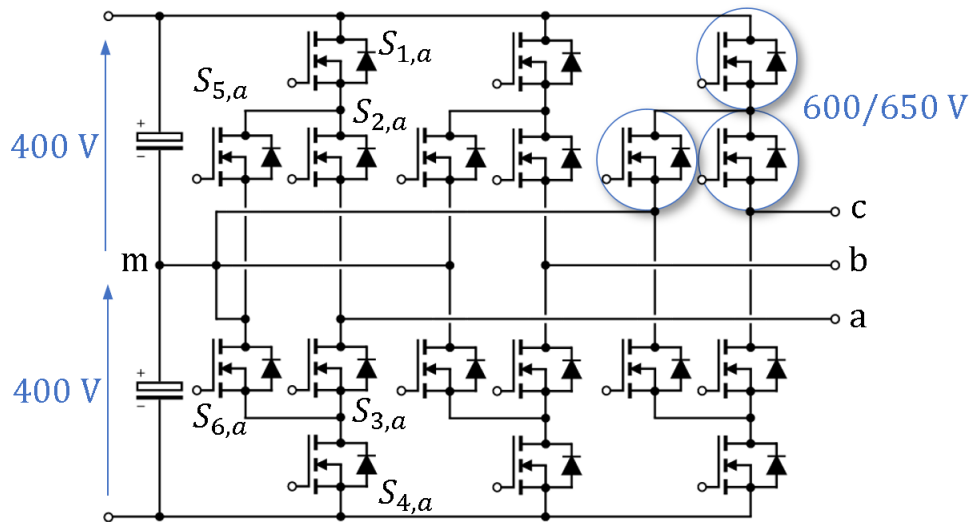 S1,a
S5,a
S2,a
600/650 V
+
400 V
−
c
m
b
a
+
400 V
−
S6,a
S3,a
S4,a